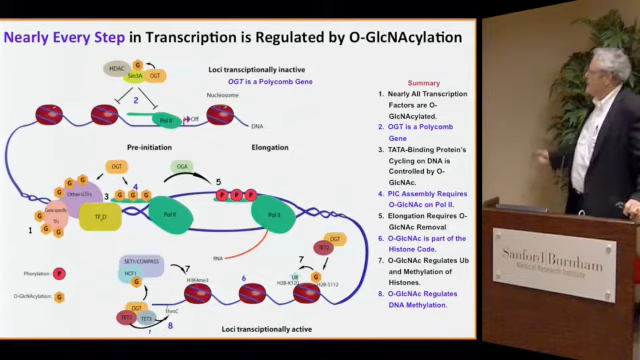 Nearly Every Step in Transcription is Regulated by O-GlcNAcylation
HDAC
G
Sin3A
OGT
Loci transctipionally inactive
OGT is a Polycomb Gene
2
Nucleosome
Pol II
Off
DNA
Pre-initiation
Elongation
OGT
OGA
G G
G
G
Other GTFs
3
4
G G G
5
P P P
G
Gene-specific
TFs
1
G G
TFIID
Pol II
Pol II
RNA
OGT
TET2
SET1/COMPASS
HCF1
G
7
H3K4me3
6
7
UB
G
H2B-K120
H2B-S112
Phorylation
P
O-GlcNAcylation
G
OGT
TET2
TET3
?
5hmC
8
Loci transctipionally active
Summary
1. Nearly All Transcription
Factors are O-
GlcNAcylated.
2. OGT is a Polycomb
Gene
3. TATA-Binding Protein's
Cycling on DNA is
Controlled by O-
GlcNAc.
4. PIC Assembly Requires
O-GlcNAc on Pol II.
5. Elongation Requires O-
GlcNAc Removal
6. O-GlcNAc is part of the
Histone Code.
7. O-GlcNAc Regulates Ub
and Methylation of
Histones.
8. O-GlcNAc Regulates
DNA Methylation.
Sanford Burnham
Medical Research Institute